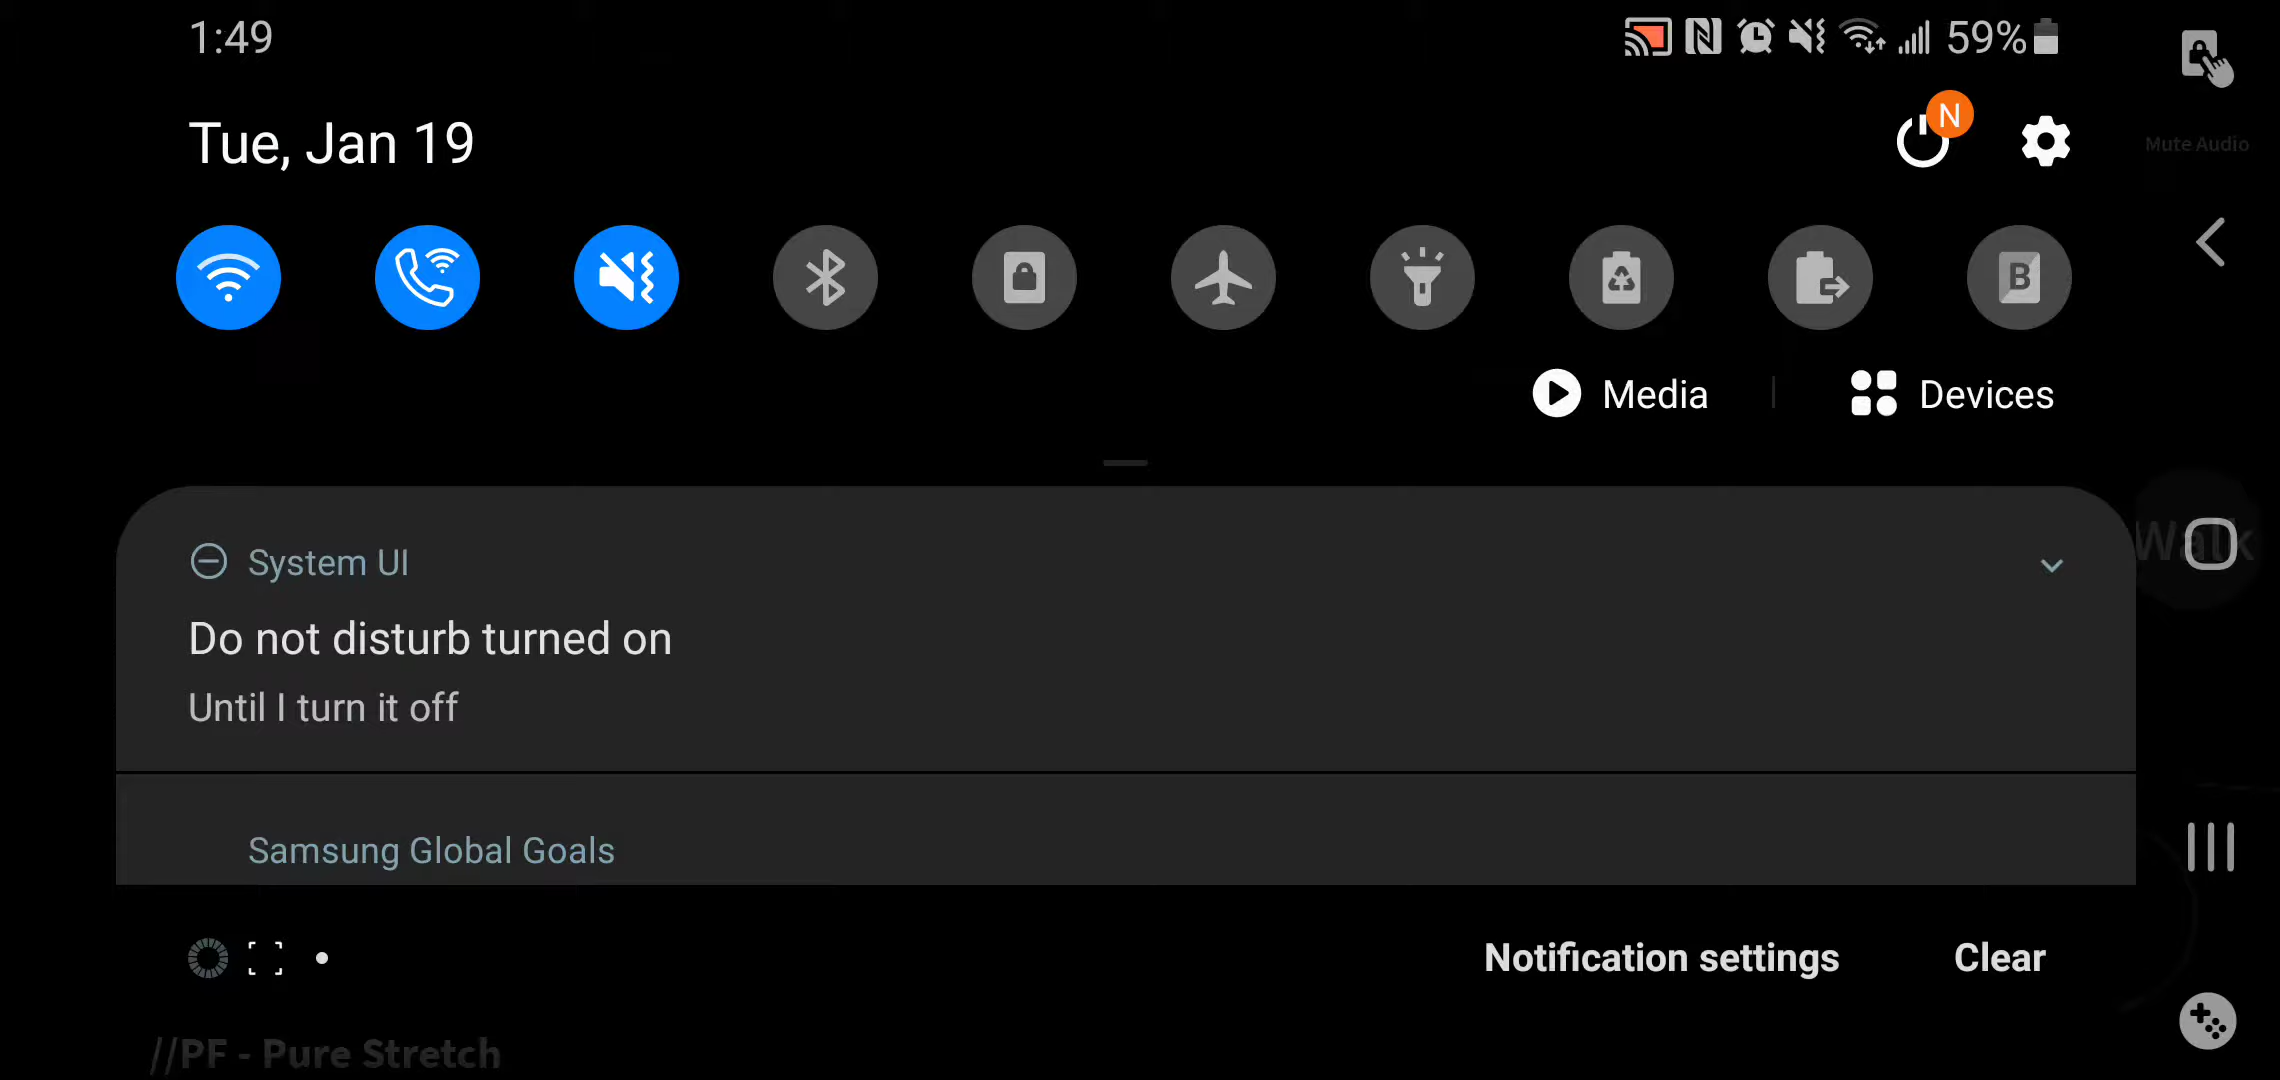 1:49
59%
Tue, Jan 19
N
Mute Audio
B
Media
Devices
System UI
Walk
Do not disturb turned on
Until I turn it off
Samsung Global Goals
Notification settings
Clear
//PF - Pure Stretch